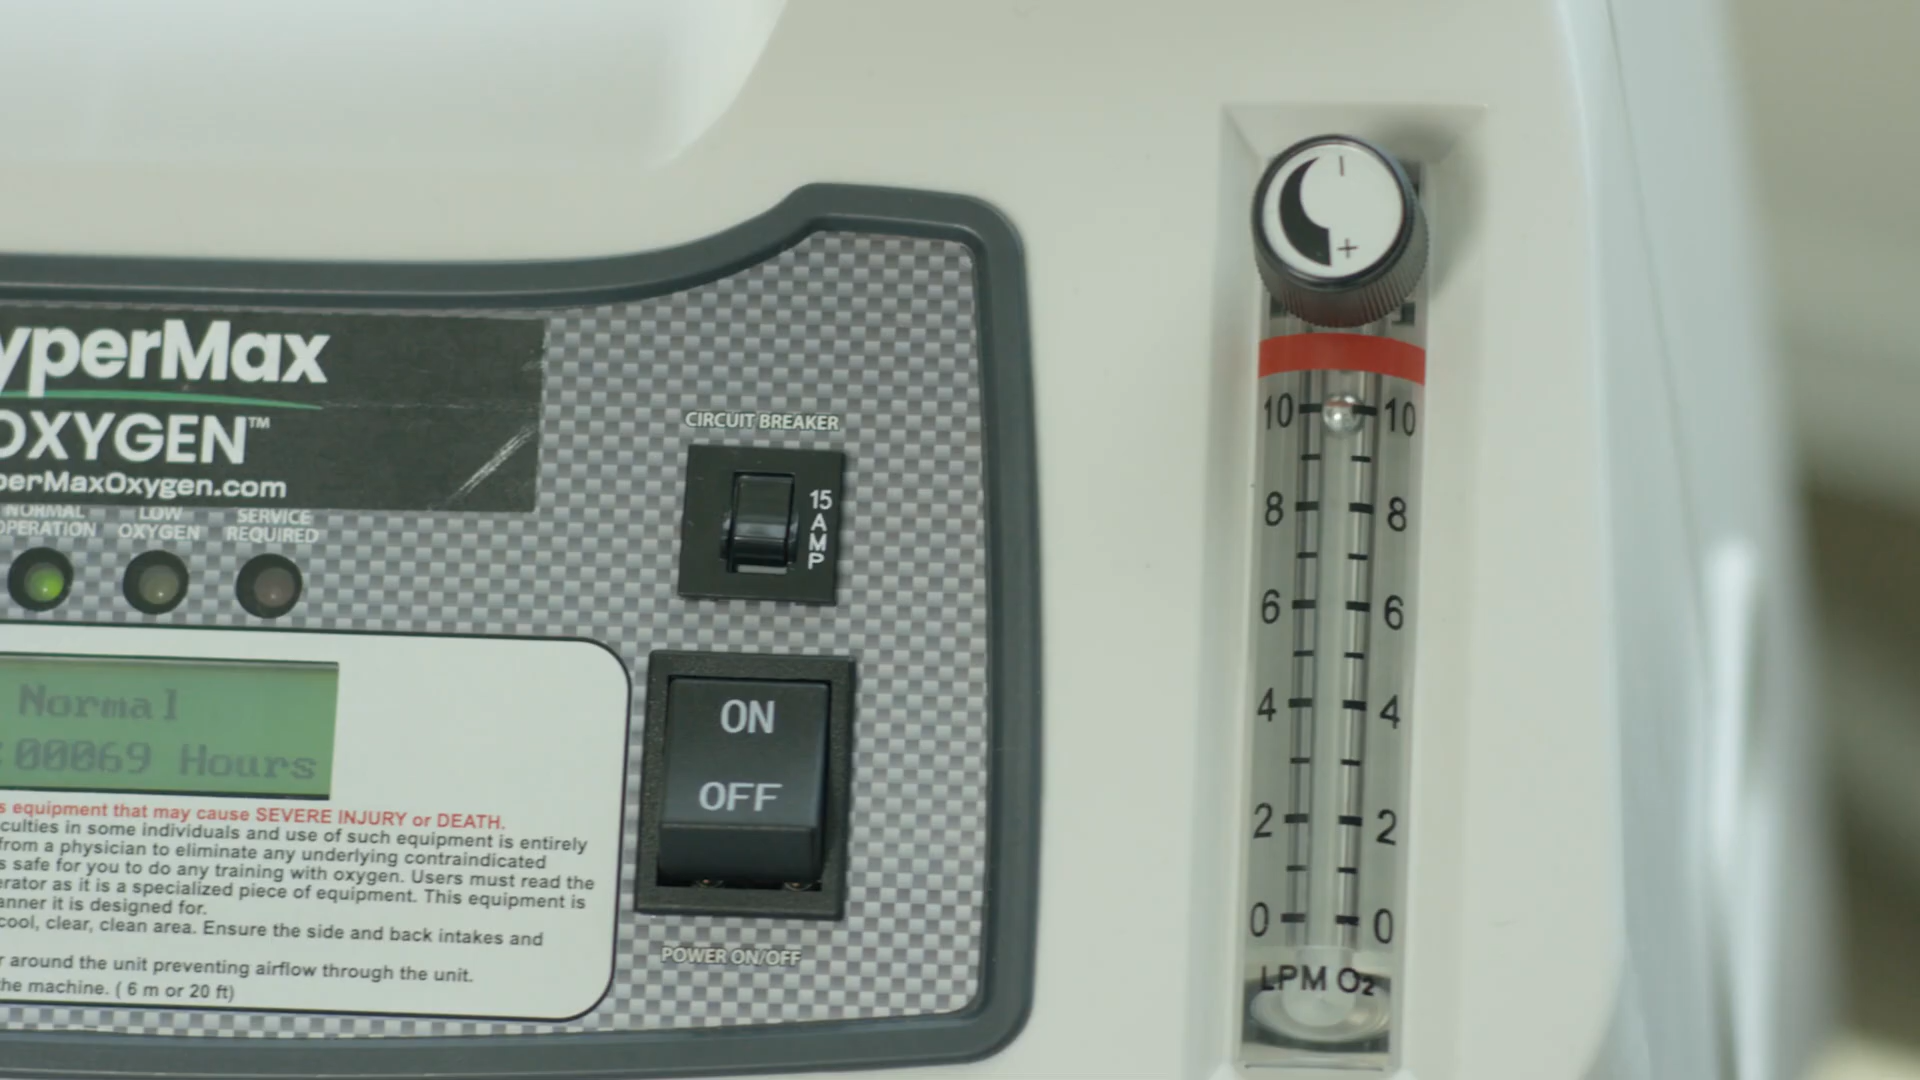 yperMax
OXYGEN™
perMaxOxygen.com
NORMAL
OPERATION
LOW
OXYGEN
SERVICE
REQUIRED
Normal
:00069 Hours
s equipment that may cause SEVERE INJURY or DEATH.
culties in some individuals and use of such equipment is entirely
from a physician to eliminate any underlying contraindicated
s safe for you to do any training with oxygen. Users must read the
erator as it is a specialized piece of equipment. This equipment is
anner it is designed for.
cool, clear, clean area. Ensure the side and back intakes and
r around the unit preventing airflow through the unit.
he machine. ( 6 m or 20 ft)
CIRCUIT BREAKER
15
AMP
ON
OFF
POWER ON/OFF
+
10 10
8 8
6 6
4 4
2 2
0 0
LPM O₂